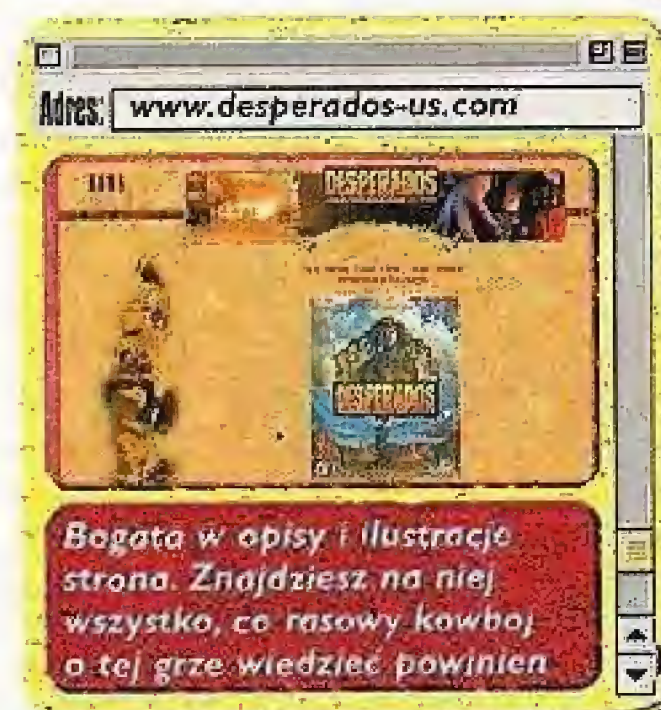 Adres: www.desperados-us.com
DESPERADOS
DESPERADOS
Bogata w opisy i ilustracje
strona. Znajdziesz na niej
wszystko, co rasowy kowboj
o tej grze wiedzieć powinien